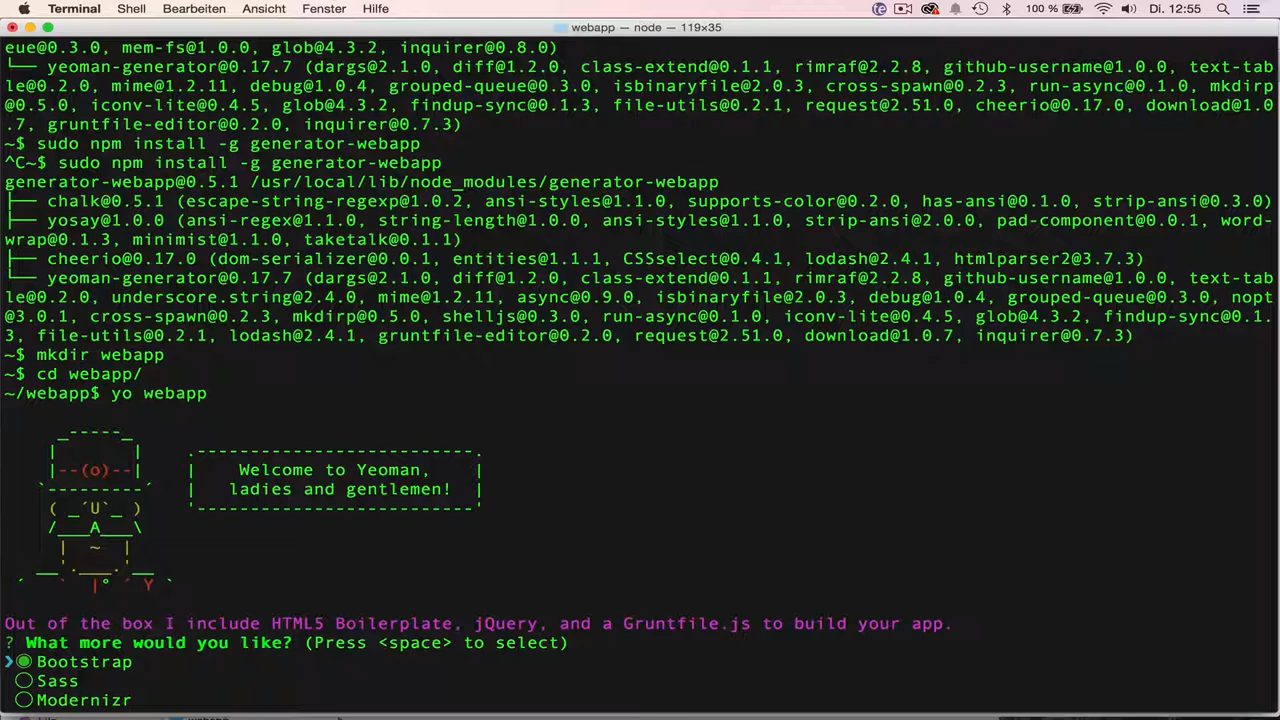 Terminal Shell Bearbeiten Ansicht Fenster Hilfe 100 % Di. 12:55
webapp — node — 119×35
eue@0.3.0, mem-fs@1.0.0, glob@4.3.2, inquirer@0.8.0)
└── yeoman-generator@0.17.7 (dargs@2.1.0, diff@1.2.0, class-extend@0.1.1, rimraf@2.2.8, github-username@1.0.0, text-tab
le@0.2.0, mime@1.2.11, debug@1.0.4, grouped-queue@0.3.0, isbinaryfile@2.0.3, cross-spawn@0.2.3, run-async@0.1.0, mkdirp
@0.5.0, iconv-lite@0.4.5, glob@4.3.2, findup-sync@0.1.3, file-utils@0.2.1, request@2.51.0, cheerio@0.17.0, download@1.0
.7, gruntfile-editor@0.2.0, inquirer@0.7.3)
~$ sudo npm install -g generator-webapp
^C~$ sudo npm install -g generator-webapp
generator-webapp@0.5.1 /usr/local/lib/node_modules/generator-webapp
├── chalk@0.5.1 (escape-string-regexp@1.0.2, ansi-styles@1.1.0, supports-color@0.2.0, has-ansi@0.1.0, strip-ansi@0.3.0)
├── yosay@1.0.0 (ansi-regex@1.1.0, string-length@1.0.0, ansi-styles@1.1.0, strip-ansi@2.0.0, pad-component@0.0.1, word-
wrap@0.1.3, minimist@1.1.0, taketalk@0.1.1)
├── cheerio@0.17.0 (dom-serializer@0.0.1, entities@1.1.1, CSSselect@0.4.1, lodash@2.4.1, htmlparser2@3.7.3)
└── yeoman-generator@0.17.7 (dargs@2.1.0, diff@1.2.0, class-extend@0.1.1, rimraf@2.2.8, github-username@1.0.0, text-tab
le@0.2.0, underscore.string@2.4.0, mime@1.2.11, async@0.9.0, isbinaryfile@2.0.3, debug@1.0.4, grouped-queue@0.3.0, nopt
@3.0.1, cross-spawn@0.2.3, mkdirp@0.5.0, shelljs@0.3.0, run-async@0.1.0, iconv-lite@0.4.5, glob@4.3.2, findup-sync@0.1.
3, file-utils@0.2.1, lodash@2.4.1, gruntfile-editor@0.2.0, request@2.51.0, download@1.0.7, inquirer@0.7.3)
~$ mkdir webapp
~$ cd webapp/
~/webapp$ yo webapp
Welcome to Yeoman,
ladies and gentlemen!
Out of the box I include HTML5 Boilerplate, jQuery, and a Gruntfile.js to build your app.
? What more would you like? (Press <space> to select)
❯◉ Bootstrap
◯ Sass
◯ Modernizr